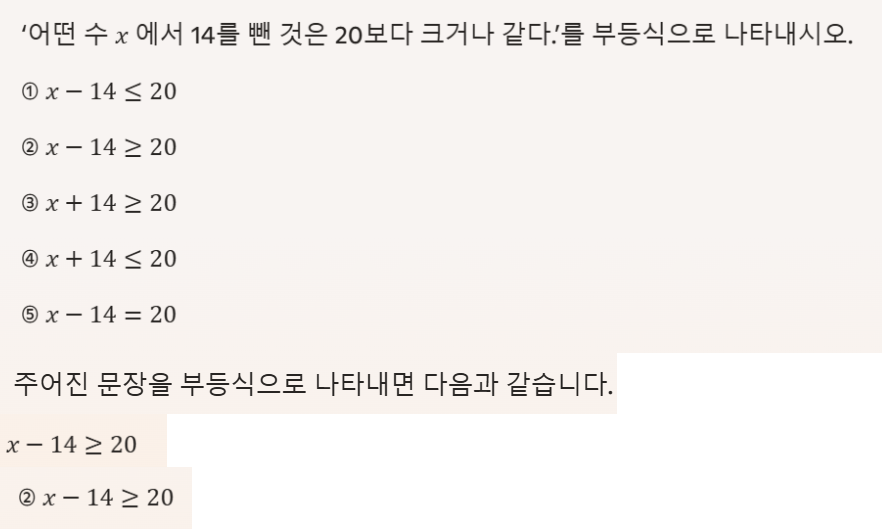 ‘어떤 수 x 에서 14를 뺀 것은 20보다 크거나 같다.’를 부등식으로 나타내시오.
① x − 14 ≤ 20
② x − 14 ≥ 20
③ x + 14 ≥ 20
④ x + 14 ≤ 20
⑤ x − 14 = 20
주어진 문장을 부등식으로 나타내면 다음과 같습니다.
x − 14 ≥ 20
② x − 14 ≥ 20